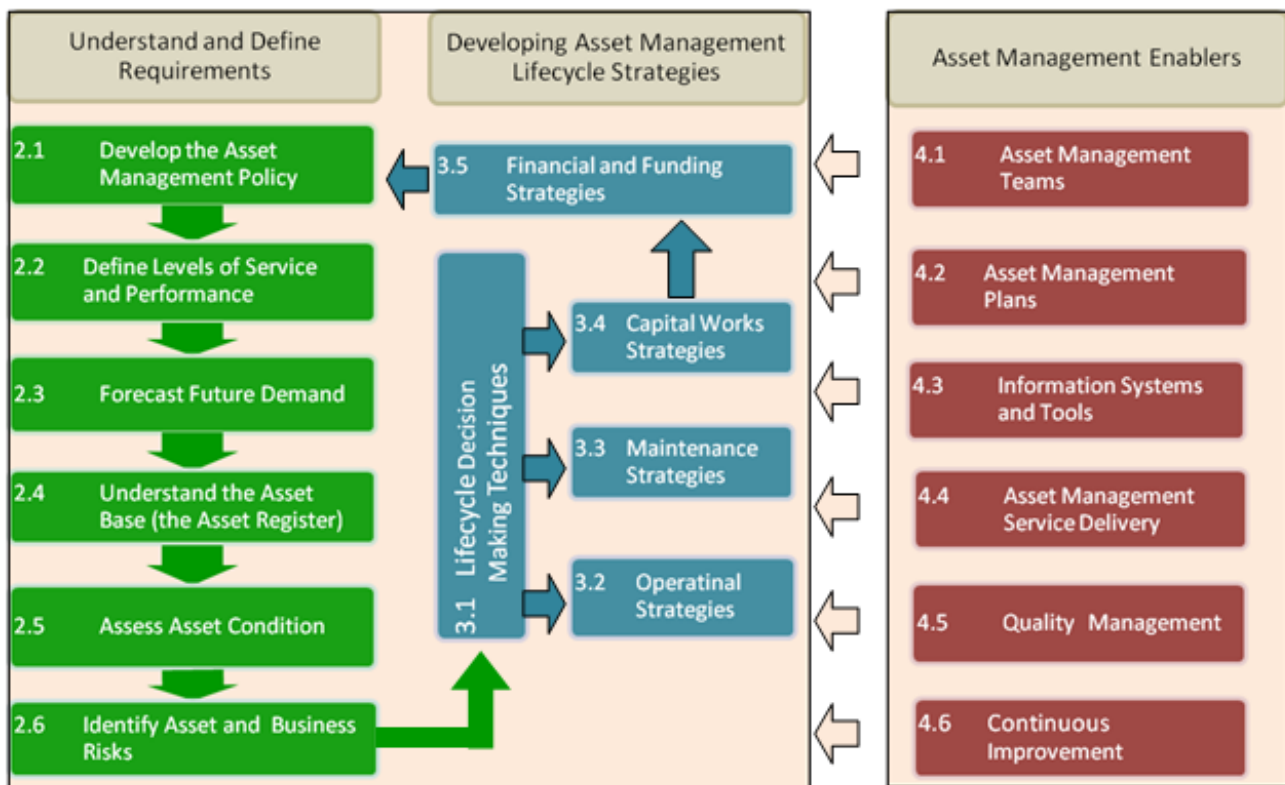 Understand and Define
Requirements
2.1 Develop the Asset
Management Policy
2.2 Define Levels of Service
and Performance
2.3 Forecast Future Demand
2.4 Understand the Asset
Base (the Asset Register)
2.5 Assess Asset Condition
2.6 Identify Asset and Business
Risks
Developing Asset Management
Lifecycle Strategies
3.5 Financial and Funding
Strategies
3.1 Lifecycle Decision
Making Techniques
3.4 Capital Works
Strategies
3.3 Maintenance
Strategies
3.2 Operatinal
Strategies
Asset Management Enablers
4.1 Asset Management
Teams
4.2 Asset Management
Plans
4.3 Information Systems
and Tools
4.4 Asset Management
Service Delivery
4.5 Quality Management
4.6 Continuous
Improvement